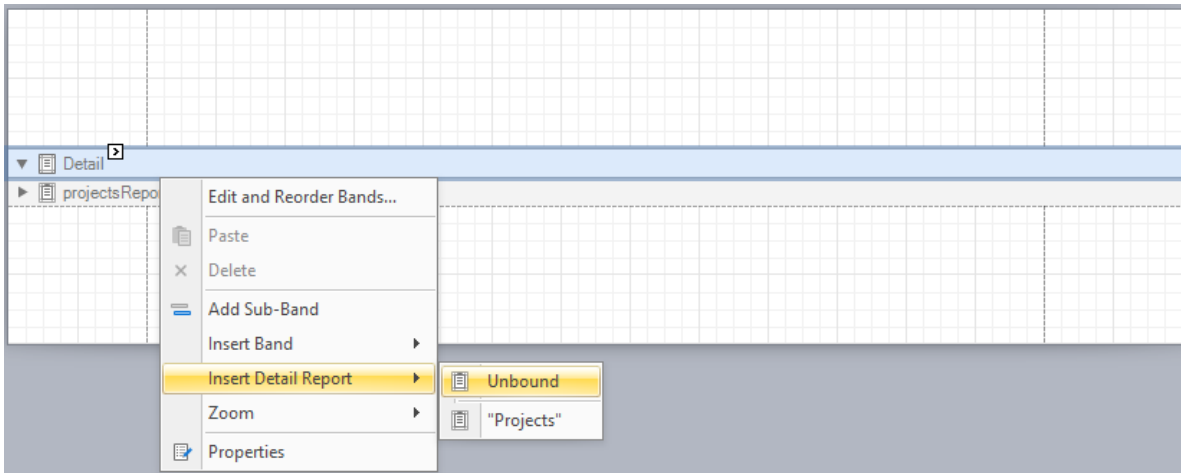 Detail
projectsRepo
Edit and Reorder Bands...
Paste
Delete
Add Sub-Band
Insert Band
Insert Detail Report
Unbound
Zoom
"Projects"
Properties